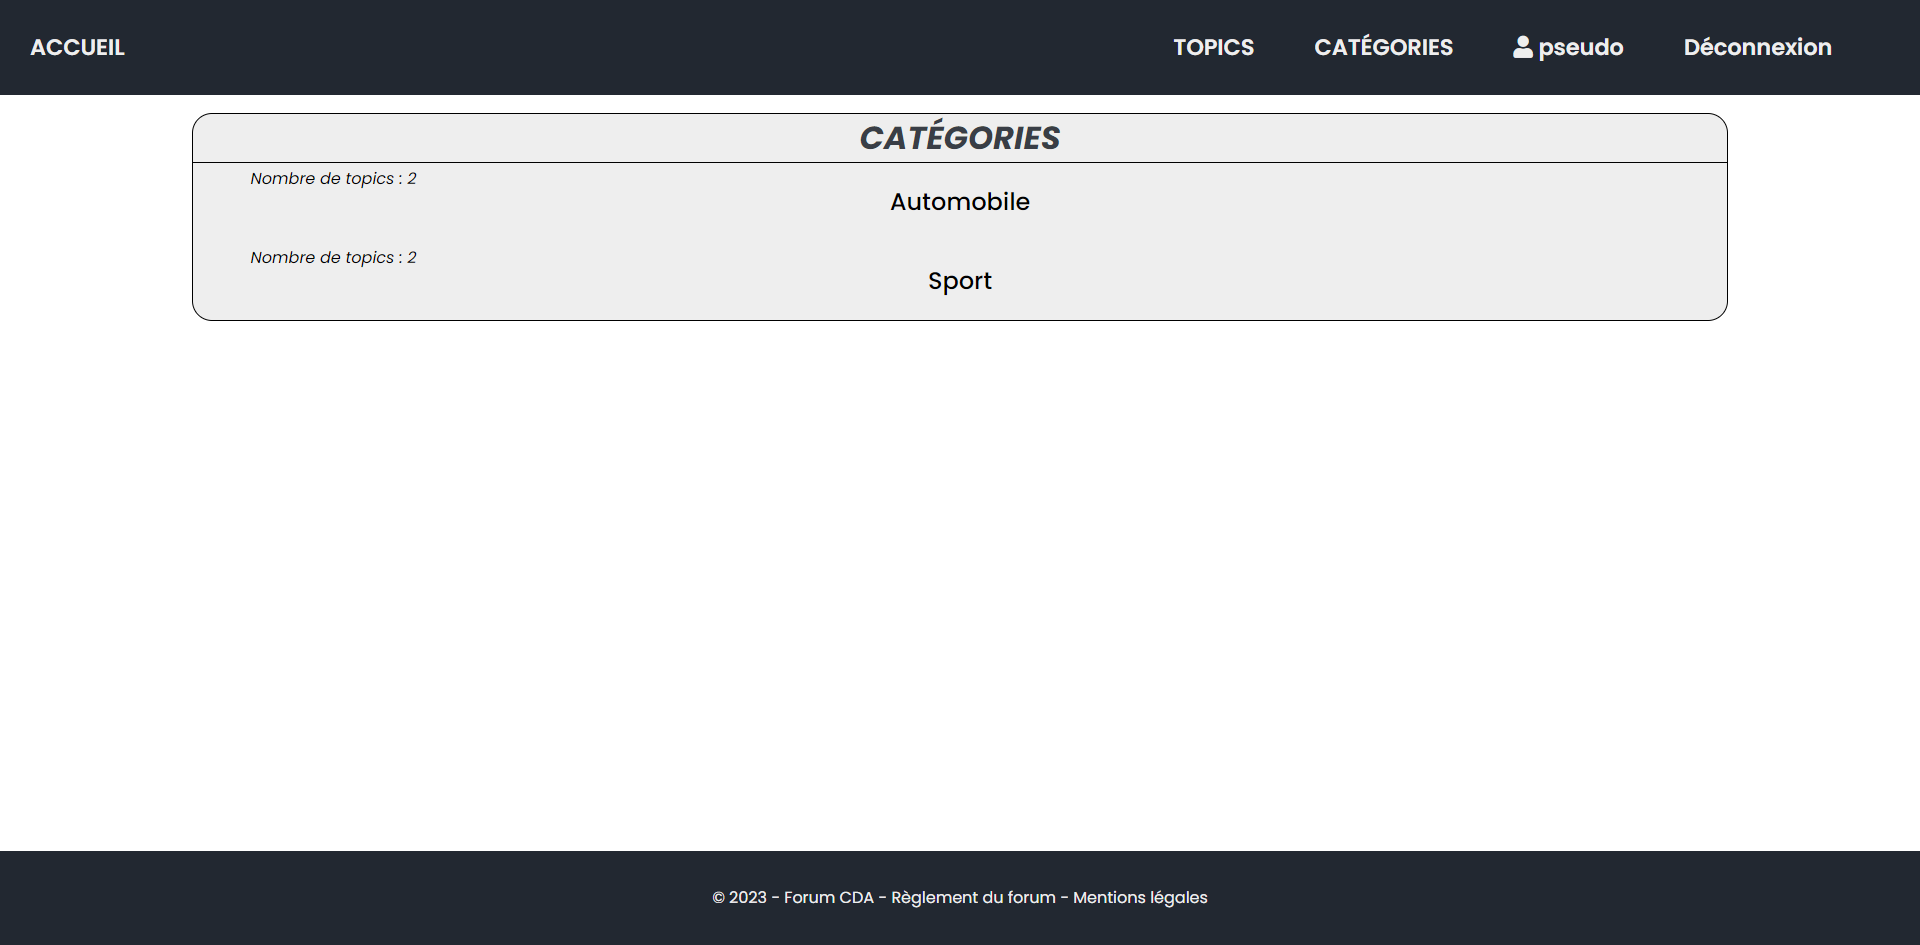 ACCUEIL TOPICS CATÉGORIES pseudo Déconnexion
CATÉGORIES
Nombre de topics : 2
Automobile
Nombre de topics : 2
Sport
© 2023 - Forum CDA - Règlement du forum - Mentions légales